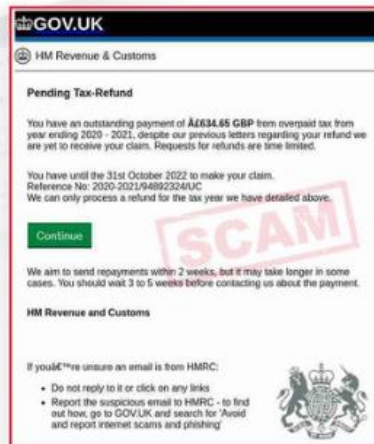 GOV.UK
HM Revenue & Customs
Pending Tax-Refund
You have an outstanding payment of £634.65 GBP from overpaid tax from
year ending 2020 - 2021, despite our previous letters regarding your refund we
are yet to receive your claim. Requests for refunds are time limited.
You have until the 31st October 2022 to make your claim.
Reference No: 2020-2021/94892324/UC
We can only process a refund for the tax year we have detailed above.
Continue
SCAM
We aim to send repayments within 2 weeks, but it may take longer in some
cases. You should wait 3 to 5 weeks before contacting us about the payment.
HM Revenue and Customs
If youâ€™re unsure an email is from HMRC:
• Do not reply to it or click on any links
• Report the suspicious email to HMRC - to find
out how, go to GOV.UK and search for 'Avoid
and report internet scams and phishing'